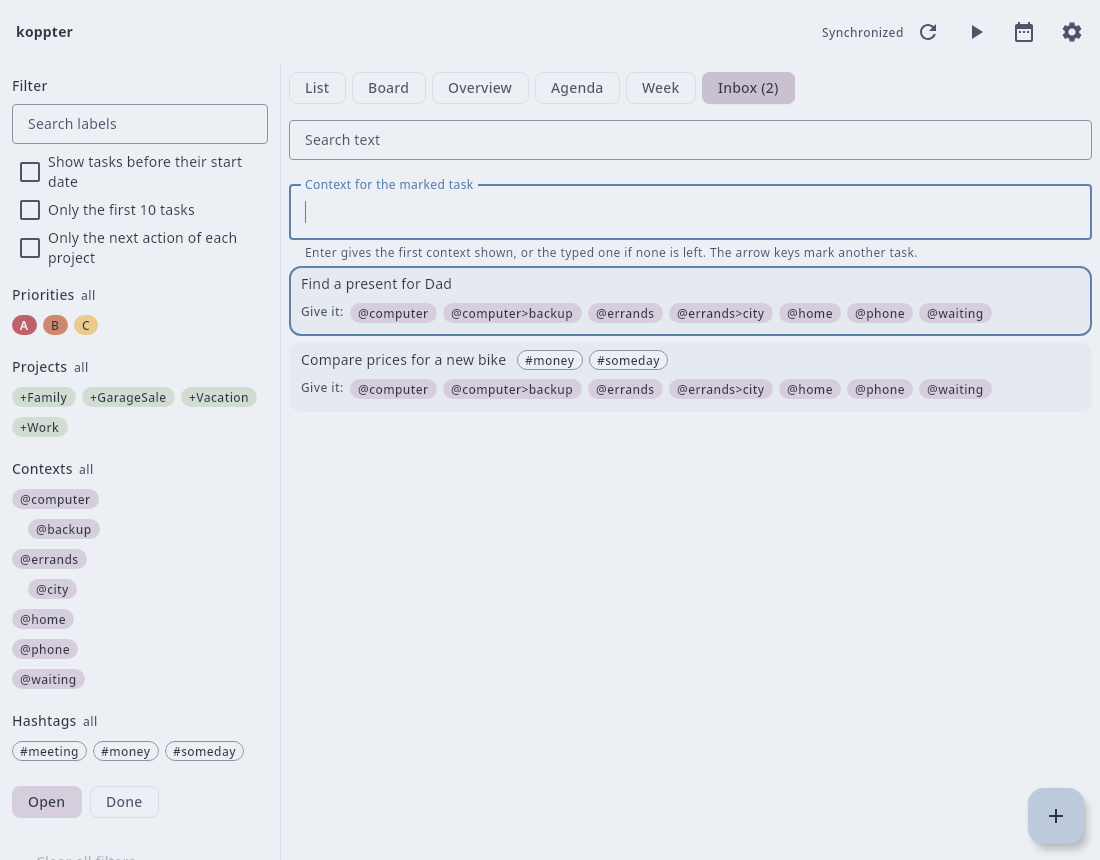 koppter
Synchronized
Filter
Search labels
Show tasks before their start date
Only the first 10 tasks
Only the next action of each project
Priorities all
A B C
Projects all
+Family +GarageSale +Vacation
+Work
Contexts all
@computer
@backup
@errands
@city
@home
@phone
@waiting
Hashtags all
#meeting #money #someday
Open Done
Clear all filters
List Board Overview Agenda Week Inbox (2)
Search text
Context for the marked task
Enter gives the first context shown, or the typed one if none is left. The arrow keys mark another task.
Find a present for Dad
Give it: @computer @computer>backup @errands @errands>city @home @phone @waiting
Compare prices for a new bike #money #someday
Give it: @computer @computer>backup @errands @errands>city @home @phone @waiting
+